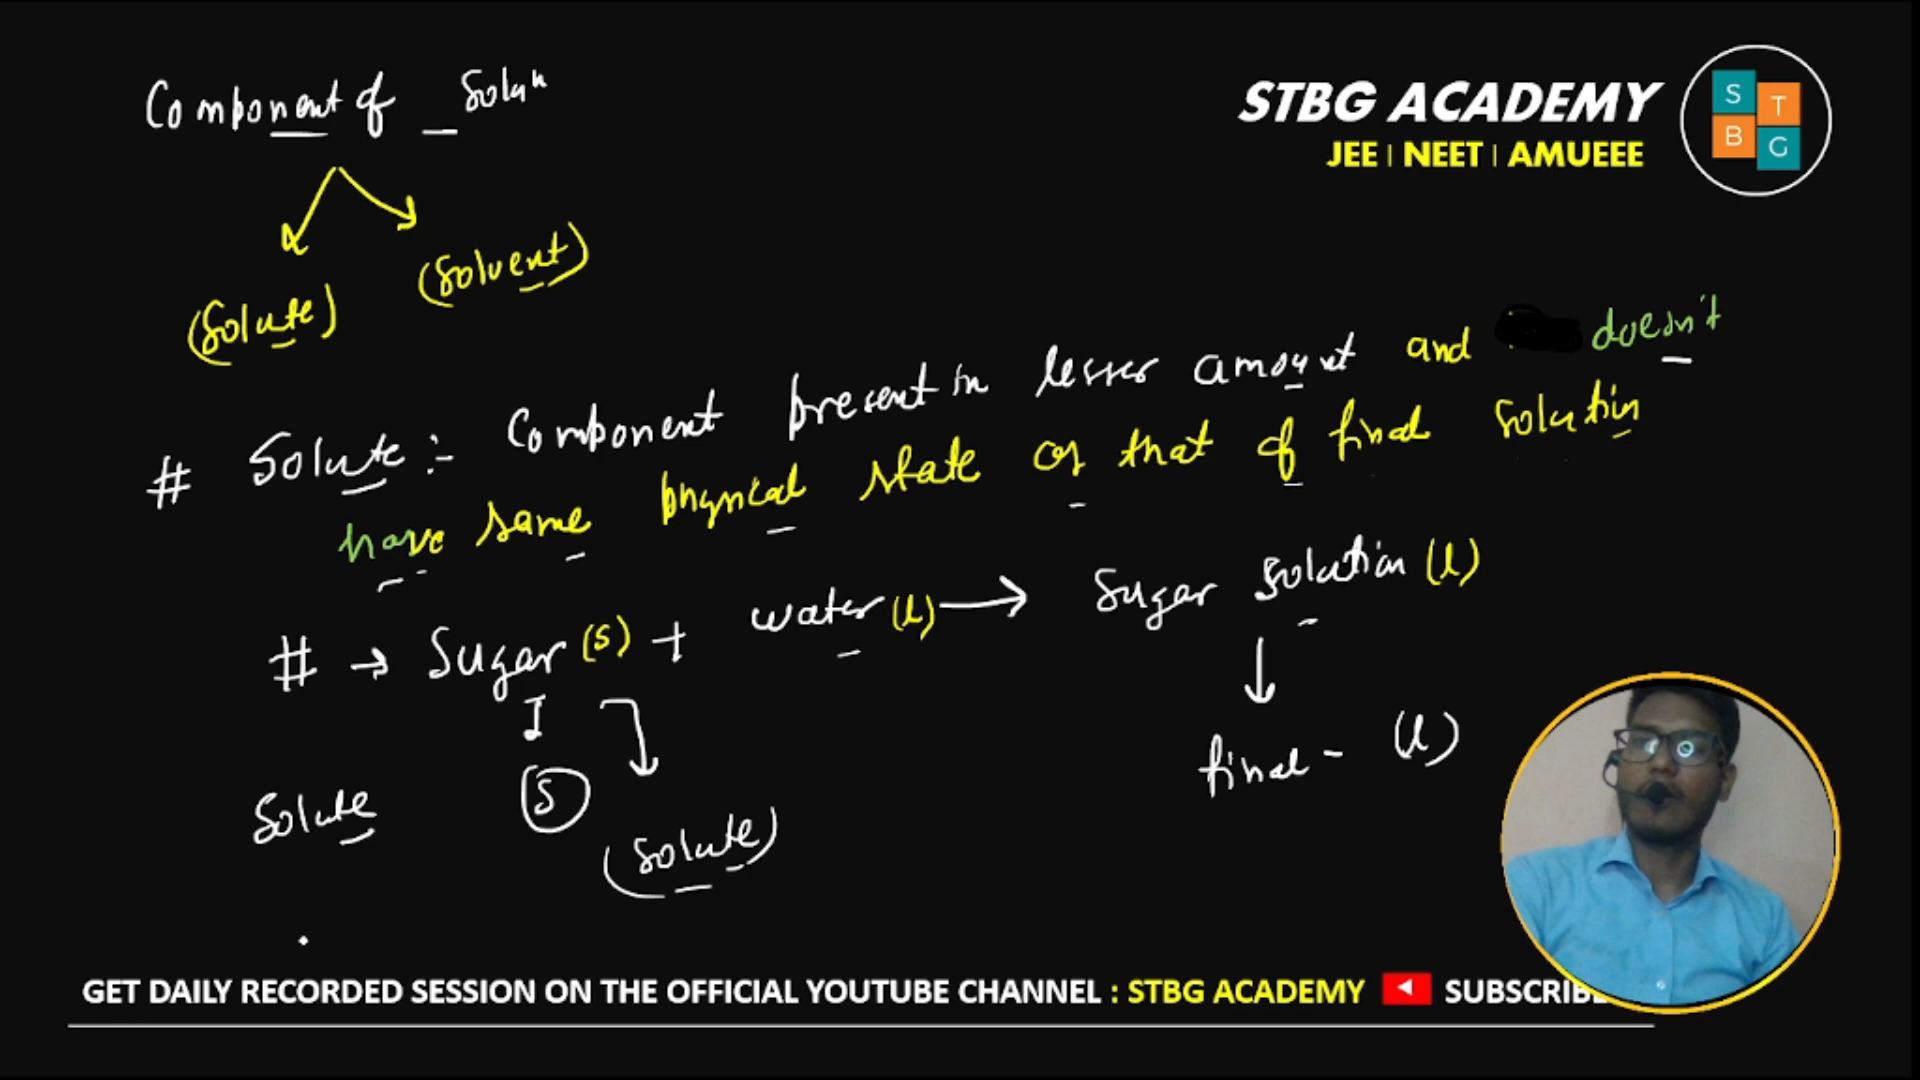 Component of _ Solun
STBG ACADEMY
JEE | NEET | AMUEEE
S T
B G
(Solute) (Solvent)
# Solute :- Component present in lesser amount and doesn't
have same physical state as that of final solution
# → Sugar (s) + water (l) → Sugar solution (l)
S
final - (l)
Solute
(solute)
GET DAILY RECORDED SESSION ON THE OFFICIAL YOUTUBE CHANNEL : STBG ACADEMY SUBSCRIBE